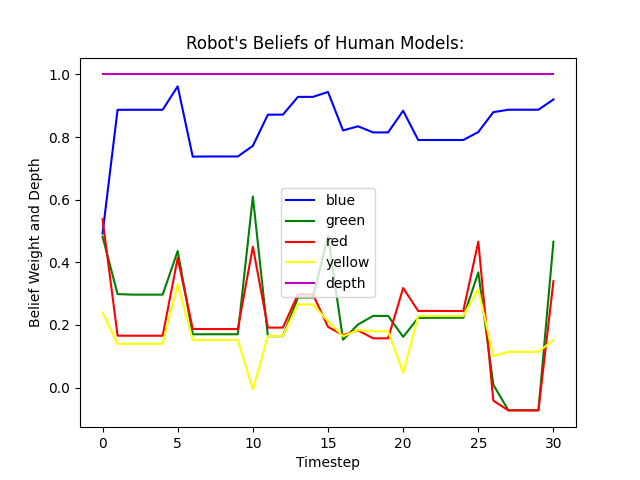 Robot's Beliefs of Human Models:
Belief Weight and Depth
1.0
0.8
0.6
0.4
0.2
0.0
blue
green
red
yellow
depth
0 5 10 15 20 25 30
Timestep